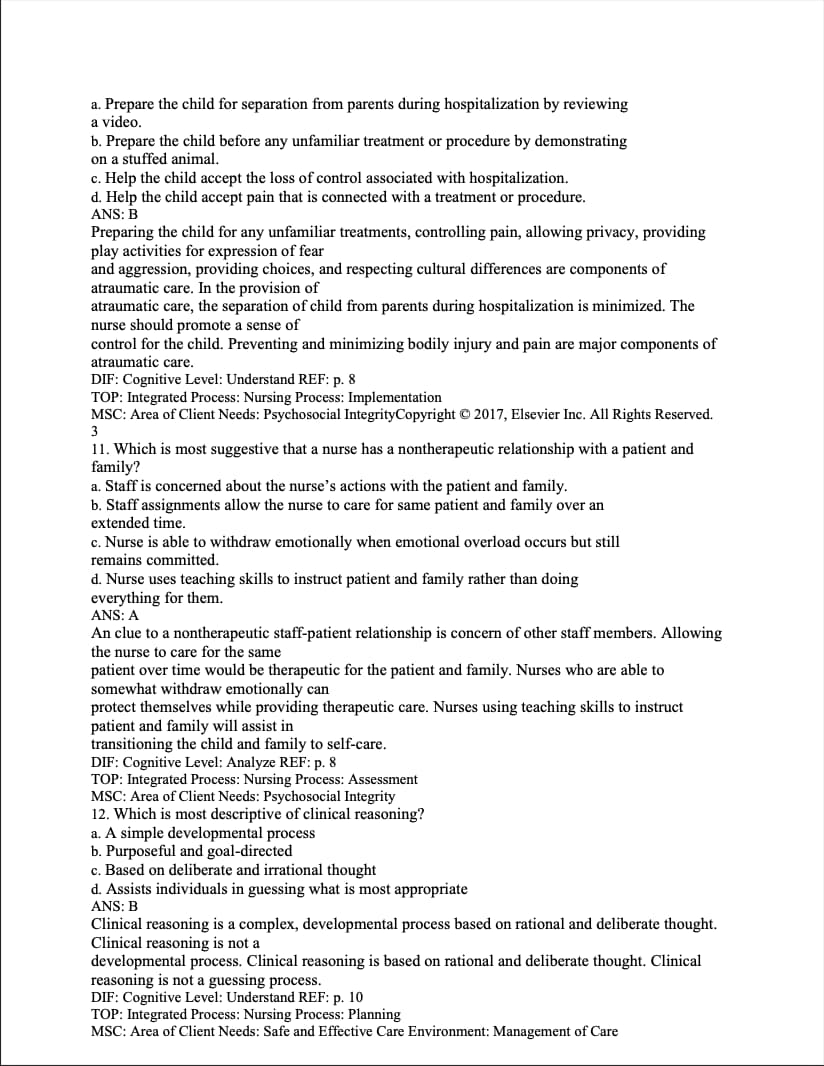 a. Prepare the child for separation from parents during hospitalization by reviewing
a video.
b. Prepare the child before any unfamiliar treatment or procedure by demonstrating
on a stuffed animal.
c. Help the child accept the loss of control associated with hospitalization.
d. Help the child accept pain that is connected with a treatment or procedure.
ANS: B
Preparing the child for any unfamiliar treatments, controlling pain, allowing privacy, providing
play activities for expression of fear
and aggression, providing choices, and respecting cultural differences are components of
atraumatic care. In the provision of
atraumatic care, the separation of child from parents during hospitalization is minimized. The
nurse should promote a sense of
control for the child. Preventing and minimizing bodily injury and pain are major components of
atraumatic care.
DIF: Cognitive Level: Understand REF: p. 8
TOP: Integrated Process: Nursing Process: Implementation
MSC: Area of Client Needs: Psychosocial IntegrityCopyright © 2017, Elsevier Inc. All Rights Reserved.
3
11. Which is most suggestive that a nurse has a nontherapeutic relationship with a patient and
family?
a. Staff is concerned about the nurse’s actions with the patient and family.
b. Staff assignments allow the nurse to care for same patient and family over an
extended time.
c. Nurse is able to withdraw emotionally when emotional overload occurs but still
remains committed.
d. Nurse uses teaching skills to instruct patient and family rather than doing
everything for them.
ANS: A
An clue to a nontherapeutic staff-patient relationship is concern of other staff members. Allowing
the nurse to care for the same
patient over time would be therapeutic for the patient and family. Nurses who are able to
somewhat withdraw emotionally can
protect themselves while providing therapeutic care. Nurses using teaching skills to instruct
patient and family will assist in
transitioning the child and family to self-care.
DIF: Cognitive Level: Analyze REF: p. 8
TOP: Integrated Process: Nursing Process: Assessment
MSC: Area of Client Needs: Psychosocial Integrity
12. Which is most descriptive of clinical reasoning?
a. A simple developmental process
b. Purposeful and goal-directed
c. Based on deliberate and irrational thought
d. Assists individuals in guessing what is most appropriate
ANS: B
Clinical reasoning is a complex, developmental process based on rational and deliberate thought.
Clinical reasoning is not a
developmental process. Clinical reasoning is based on rational and deliberate thought. Clinical
reasoning is not a guessing process.
DIF: Cognitive Level: Understand REF: p. 10
TOP: Integrated Process: Nursing Process: Planning
MSC: Area of Client Needs: Safe and Effective Care Environment: Management of Care